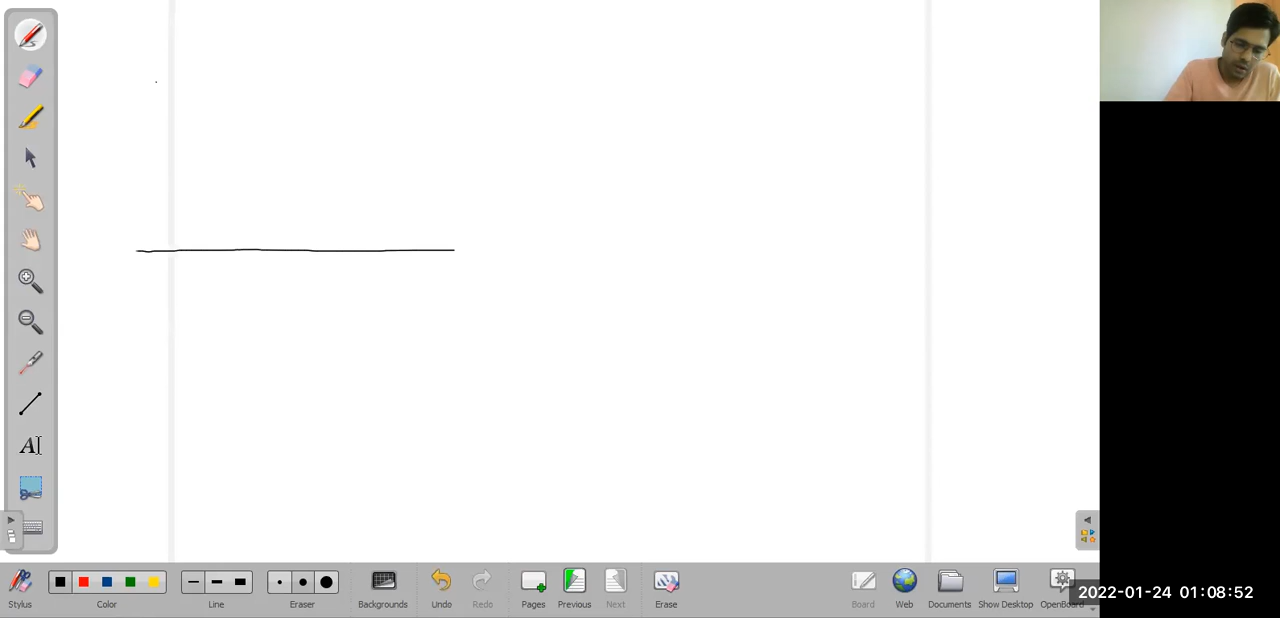 A
Stylus
Color
Line
Eraser
Backgrounds
Undo
Redo
Pages
Previous
Next
Erase
Board
Web
Documents
Show Desktop
OpenBoard
2022-01-24 01:08:52